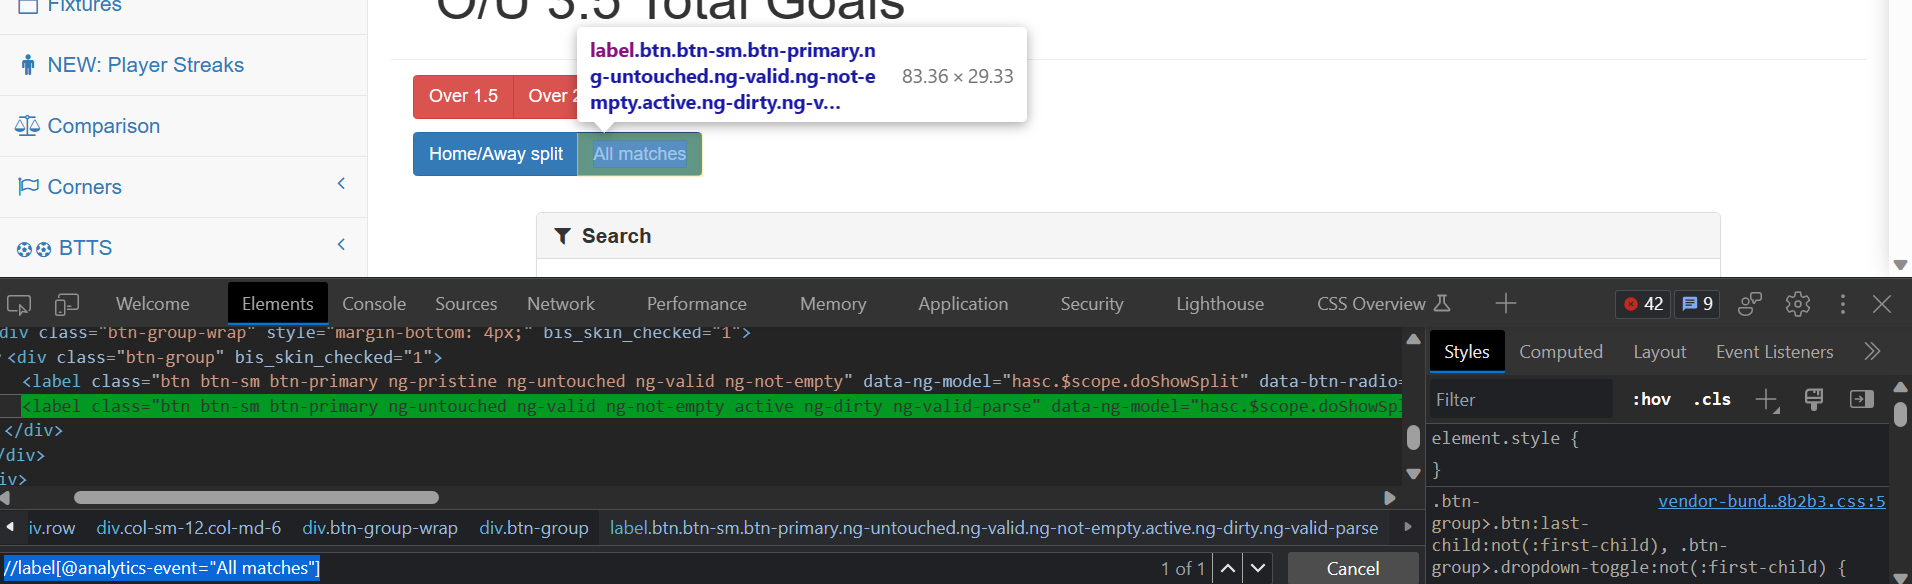 Fixtures
O/U 3.5 Total Goals
NEW: Player Streaks
Comparison
Corners
BTTS
Over 1.5 Over 2
label.btn.btn-sm.btn-primary.n
g-untouched.ng-valid.ng-not-e
mpty.active.ng-dirty.ng-v...
83.36 × 29.33
Home/Away split All matches
Search
Welcome Elements Console Sources Network Performance Memory Application Security Lighthouse CSS Overview 42 9
div class="btn-group-wrap" style="margin-bottom: 4px;" bis_skin_checked="1">
<div class="btn-group" bis_skin_checked="1">
<label class="btn btn-sm btn-primary ng-pristine ng-untouched ng-valid ng-not-empty" data-ng-model="hasc.$scope.doShowSplit" data-btn-radio=
<label class="btn btn-sm btn-primary ng-untouched ng-valid ng-not-empty active ng-dirty ng-valid-parse" data-ng-model="hasc.$scope.doShowSpl
</div>
/div>
iv>
iv.row div.col-sm-12.col-md-6 div.btn-group-wrap div.btn-group label.btn.btn-sm.btn-primary.ng-untouched.ng-valid.ng-not-empty.active.ng-dirty.ng-valid-parse
//label[@analytics-event="All matches"] 1 of 1 Cancel
Styles Computed Layout Event Listeners
Filter :hov .cls
element.style {
}
.btn- vendor-bund...8b2b3.css:5
group>.btn:last-
child:not(:first-child), .btn-
group>.dropdown-toggle:not(:first-child) {